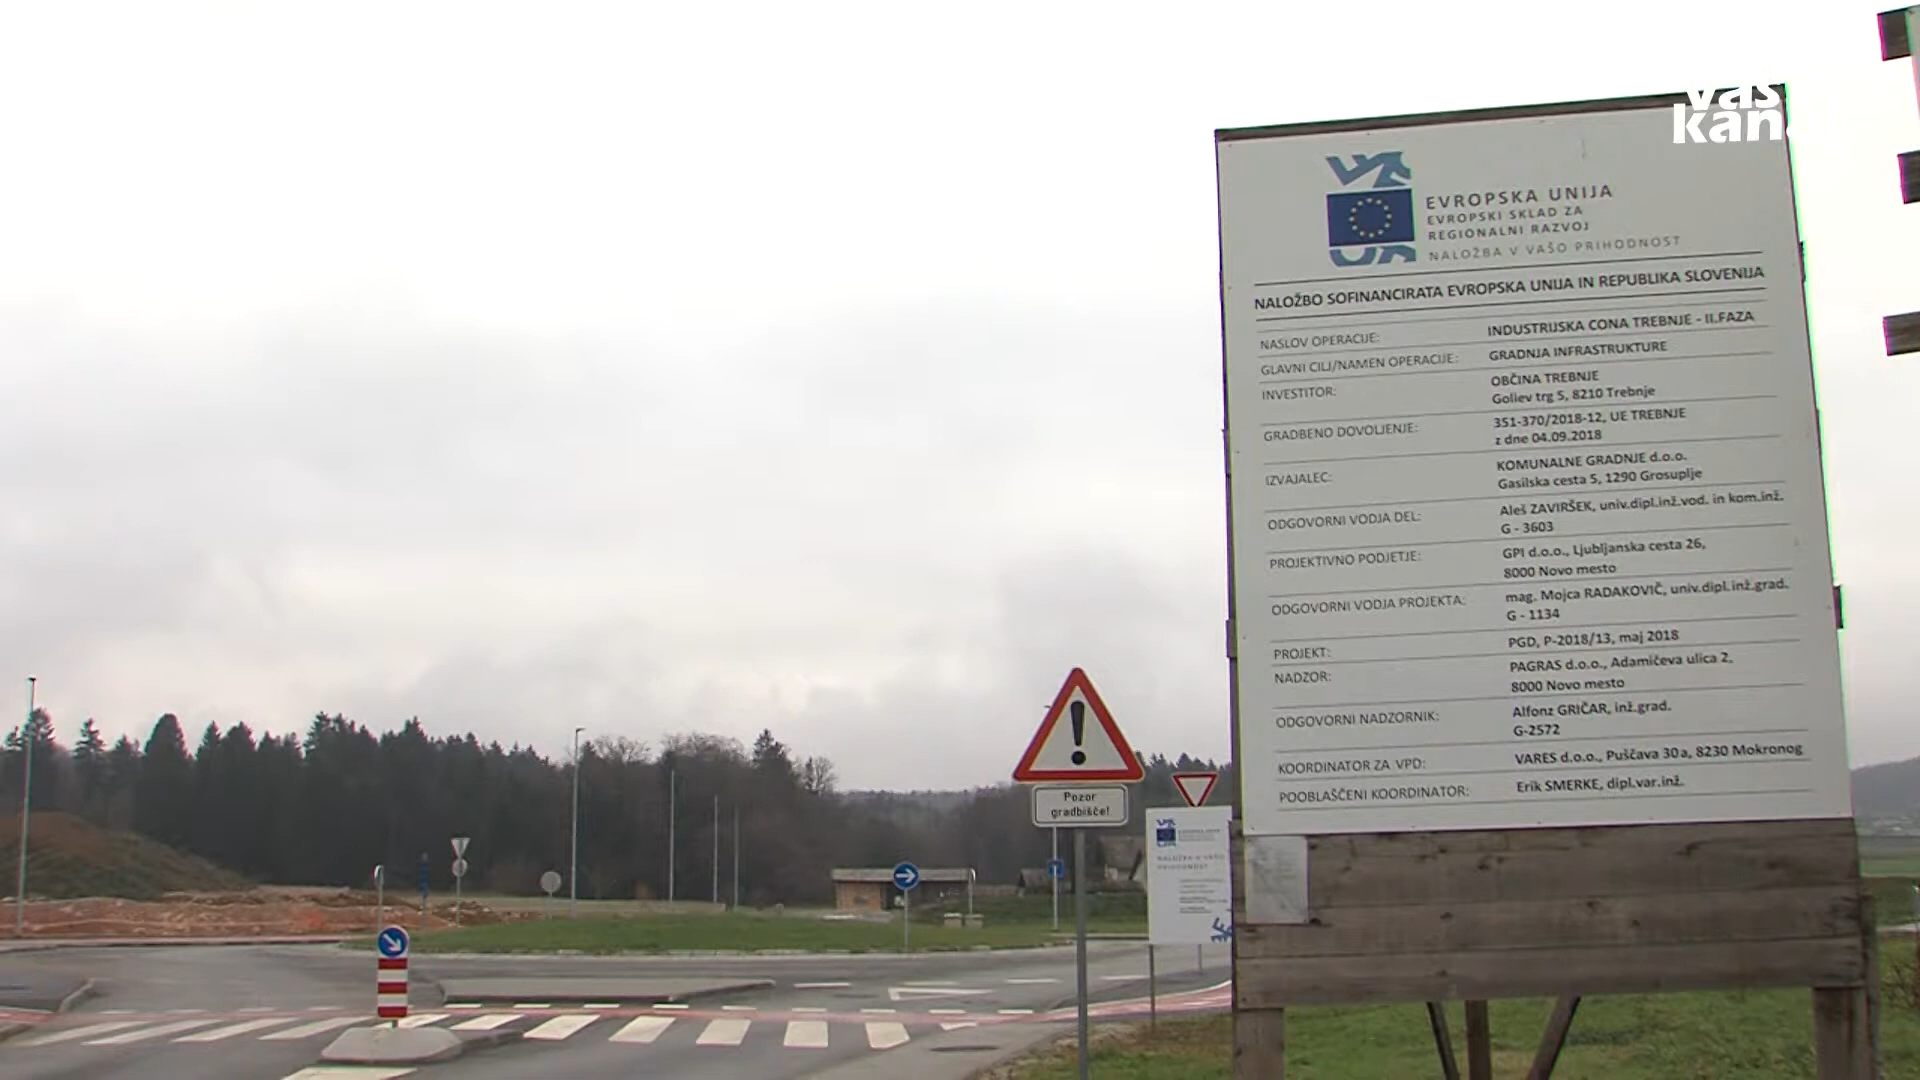 vaš
kan
EVROPSKA UNIJA
EVROPSKI SKLAD ZA
REGIONALNI RAZVOJ
NALOŽBA V VAŠO PRIHODNOST
NALOŽBO SOFINANCIRATA EVROPSKA UNIJA IN REPUBLIKA SLOVENIJA
NASLOV OPERACIJE: INDUSTRIJSKA CONA TREBNJE - II.FAZA
GLAVNI CILJ/NAMEN OPERACIJE: GRADNJA INFRASTRUKTURE
INVESTITOR: OBČINA TREBNJE
Goliev trg 5, 8210 Trebnje
GRADBENO DOVOLJENJE: 351-370/2018-12, UE TREBNJE
z dne 04.09.2018
IZVAJALEC: KOMUNALNE GRADNJE d.o.o.
Gasilska cesta 5, 1290 Grosuplje
ODGOVORNI VODJA DEL: Aleš ZAVIRŠEK, univ.dipl.inž.vod. in kom.inž.
G - 3603
PROJEKTIVNO PODJETJE: GPI d.o.o., Ljubljanska cesta 26,
8000 Novo mesto
ODGOVORNI VODJA PROJEKTA: mag. Mojca RADAKOVIČ, univ.dipl.inž.grad.
G - 1134
PROJEKT: PGD, P-2018/13, maj 2018
NADZOR: PAGRAS d.o.o., Adamičeva ulica 2,
8000 Novo mesto
ODGOVORNI NADZORNIK: Alfonz GRIČAR, inž.grad.
G-2572
KOORDINATOR ZA VPD: VARES d.o.o., Puščava 30a, 8230 Mokronog
POOBLAŠČENI KOORDINATOR: Erik SMERKE, dipl.var.inž.
Pozor
gradbišče!
NALOŽBA V VAŠO
PRIHODNOST